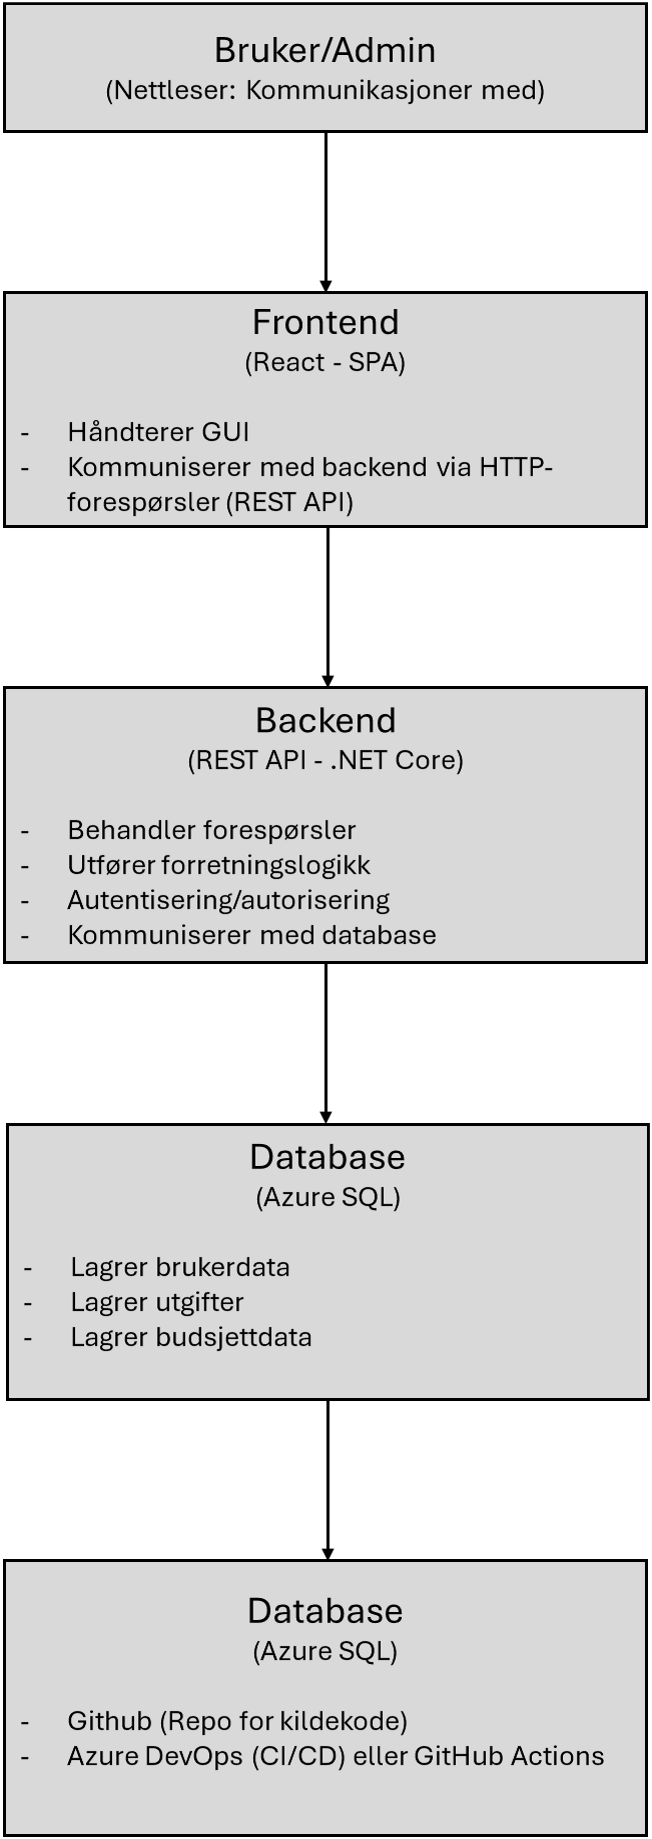 Bruker/Admin
(Nettleser: Kommunikasjoner med)
Frontend
(React - SPA)
- Håndterer GUI
- Kommuniserer med backend via HTTP-
forespørsler (REST API)
Backend
(REST API - .NET Core)
- Behandler forespørsler
- Utfører forretningslogikk
- Autentisering/autorisering
- Kommuniserer med database
Database
(Azure SQL)
- Lagrer brukerdata
- Lagrer utgifter
- Lagrer budsjettdata
Database
(Azure SQL)
- Github (Repo for kildekode)
- Azure DevOps (CI/CD) eller GitHub Actions